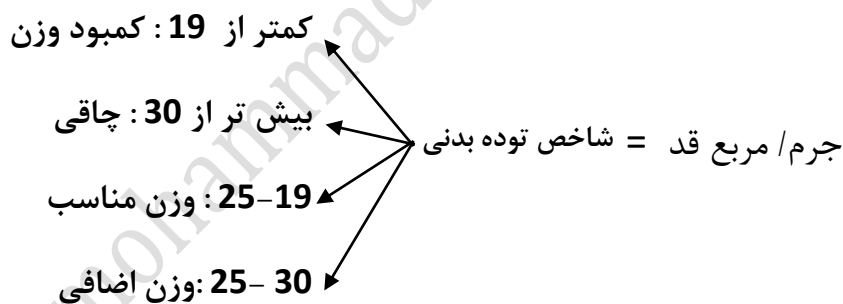 کمتر از 19 : کمبود وزن
بیش تر از 30 : چاقی
جرم/ مربع قد = شاخص توده بدنی
25-19 : وزن مناسب
30 –25 :وزن اضافی
mohammad